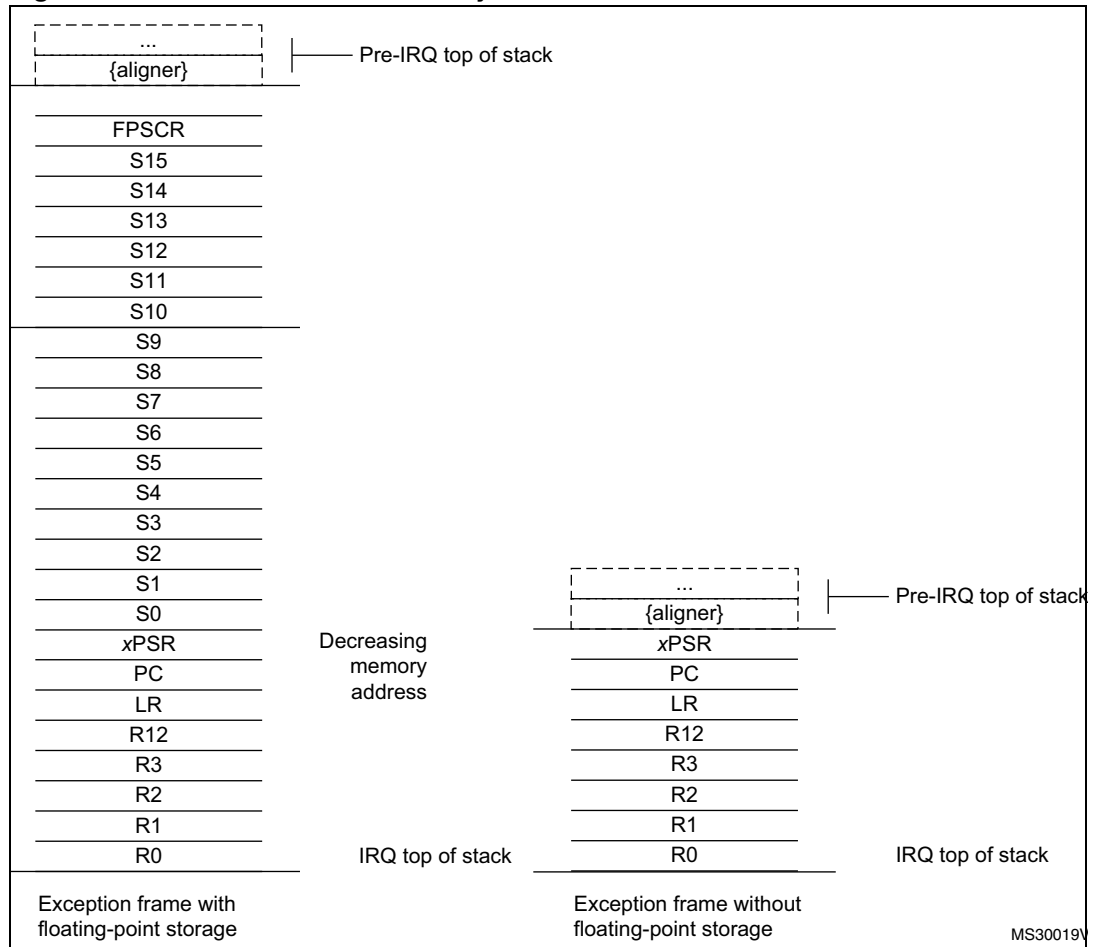 ...
{aligner}
Pre-IRQ top of stack
FPSCR
S15
S14
S13
S12
S11
S10
S9
S8
S7
S6
S5
S4
S3
S2
S1
S0
xPSR
PC
LR
R12
R3
R2
R1
R0
Decreasing
memory
address
IRQ top of stack
Exception frame with
floating-point storage
...
{aligner}
Pre-IRQ top of stack
xPSR
PC
LR
R12
R3
R2
R1
R0
IRQ top of stack
Exception frame without
floating-point storage
MS30019V